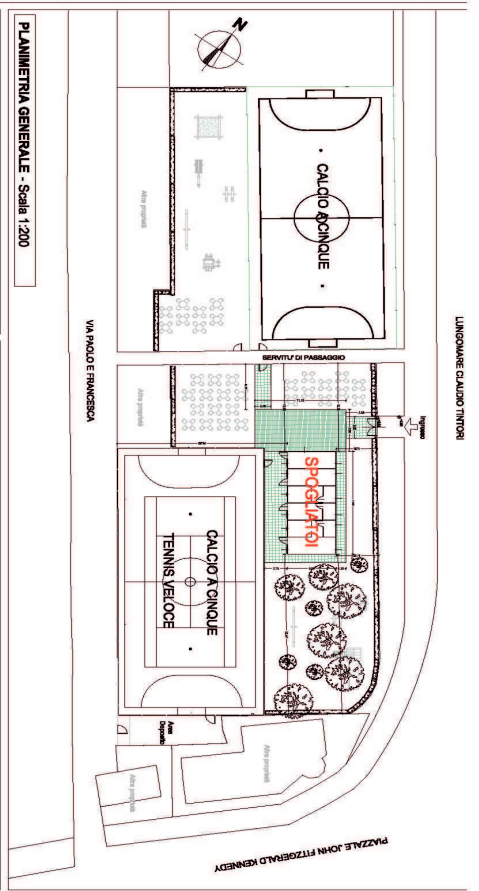 PLANIMETRIA GENERALE - Scala 1:200
N
LUNGOMARE CLAUDIO TINTORI
CALCIO A CINQUE
Altra proprietà
SERVITU' DI PASSAGGIO
VIA PAOLO E FRANCESCA
Altra proprietà
Ingresso
SPOGLIATOI
CALCIO A CINQUE
TENNIS VELOCE
Area
Deposito
Altra proprietà
Altra proprietà
PIAZZALE JOHN FITZGERALD KENNEDY